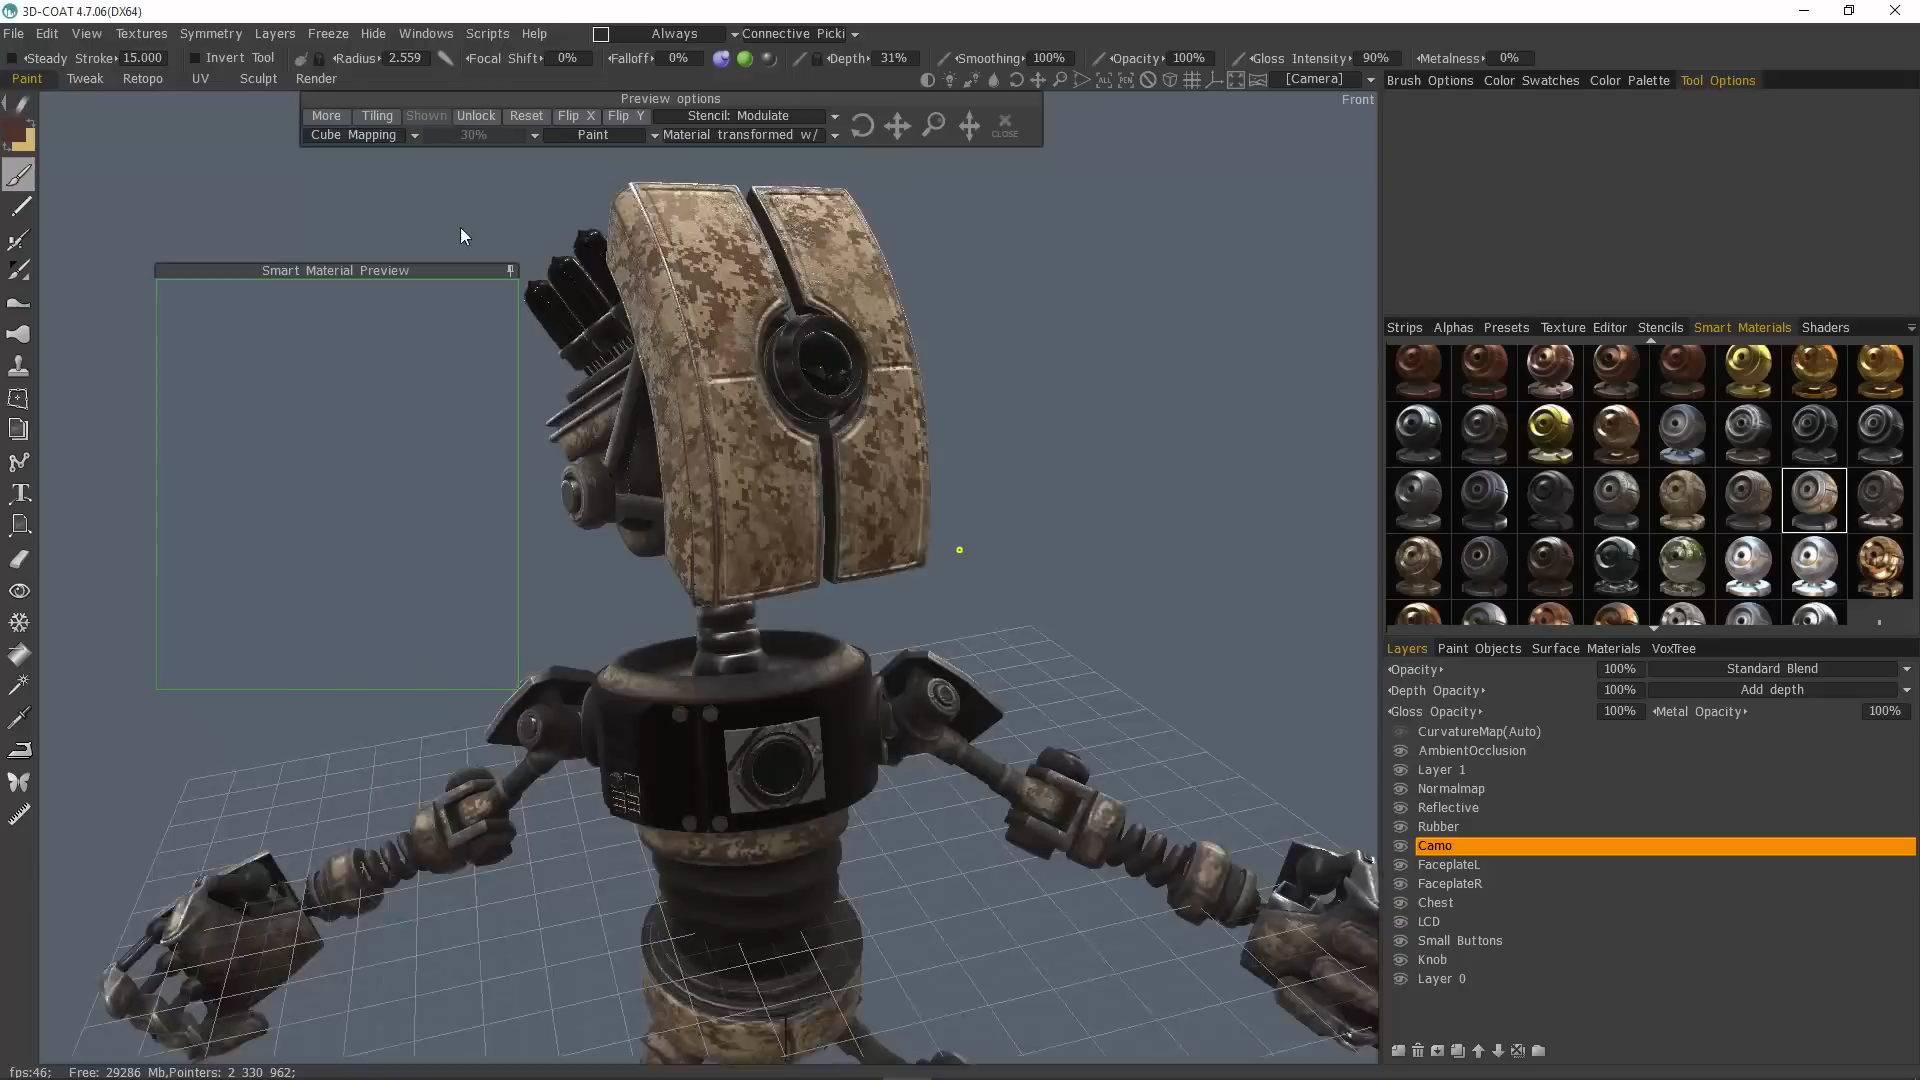 3D-COAT 4.7.06(DX64)
File Edit View Textures Symmetry Layers Freeze Hide Windows Scripts Help Always Connective Picki
Steady Stroke 15.000 Invert Tool Radius 2.559 Focal Shift 0% Falloff 0% Depth 31% Smoothing 100% Opacity 100% Gloss Intensity 90% Metalness 0%
Paint Tweak Retopo UV Sculpt Render [Camera]
Brush Options Color Swatches Color Palette Tool Options
Preview options
Front
More Tiling Shown Unlock Reset Flip X Flip Y Stencil: Modulate
Cube Mapping 30% Paint Material transformed w/
CLOSE
Smart Material Preview
Strips Alphas Presets Texture Editor Stencils Smart Materials Shaders
Layers Paint Objects Surface Materials VoxTree
Opacity 100% Standard Blend
Depth Opacity 100% Add depth
Gloss Opacity 100% Metal Opacity 100%
CurvatureMap(Auto)
AmbientOcclusion
Layer 1
Normalmap
Reflective
Rubber
Camo
FaceplateL
FaceplateR
Chest
LCD
Small Buttons
Knob
Layer 0
fps:46; Free: 29286 Mb,Pointers: 2 330 962;